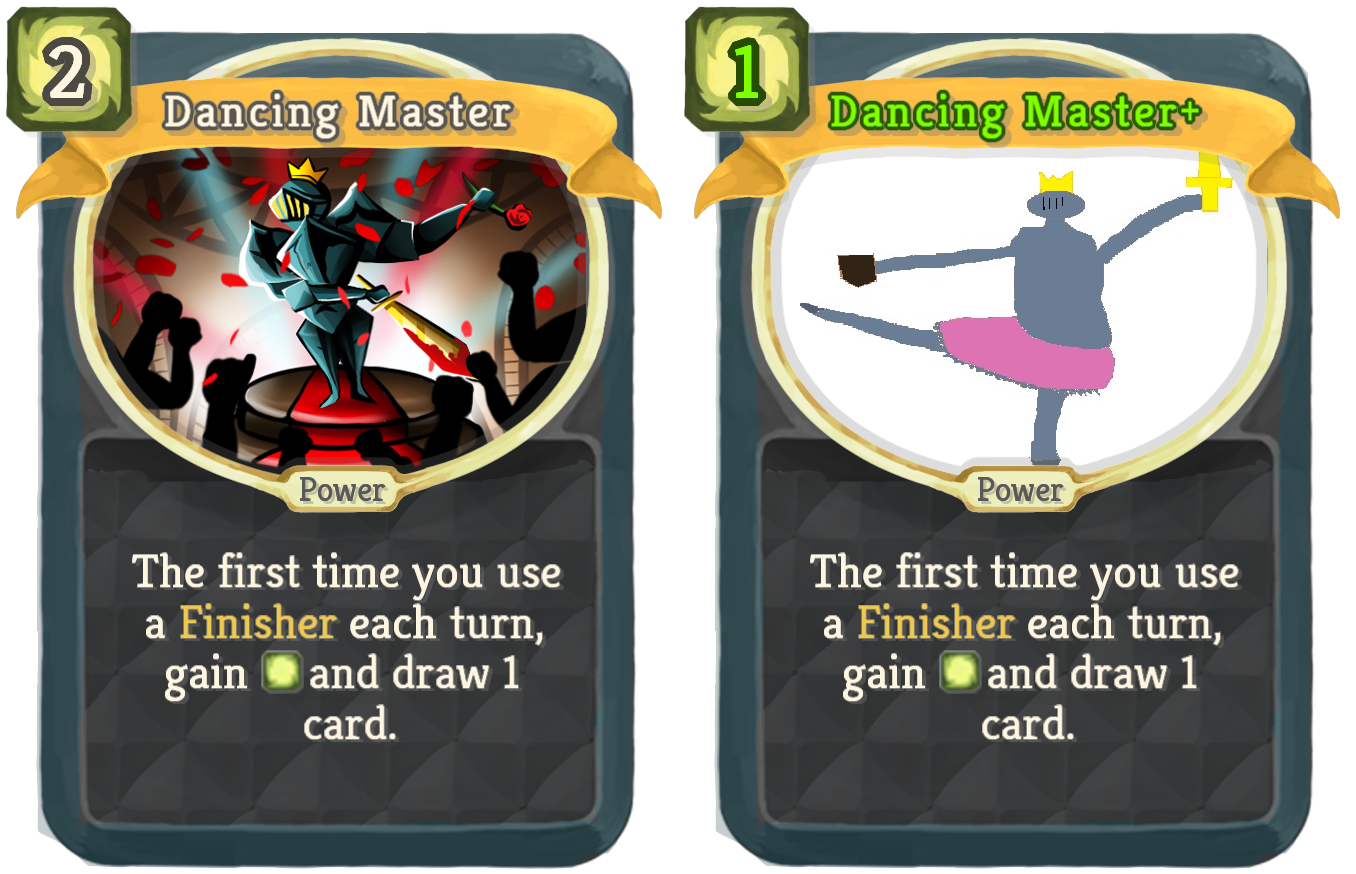 2
Dancing Master
Power
The first time you use
a Finisher each turn,
gain and draw 1
card.
1
Dancing Master+
Power
The first time you use
a Finisher each turn,
gain and draw 1
card.